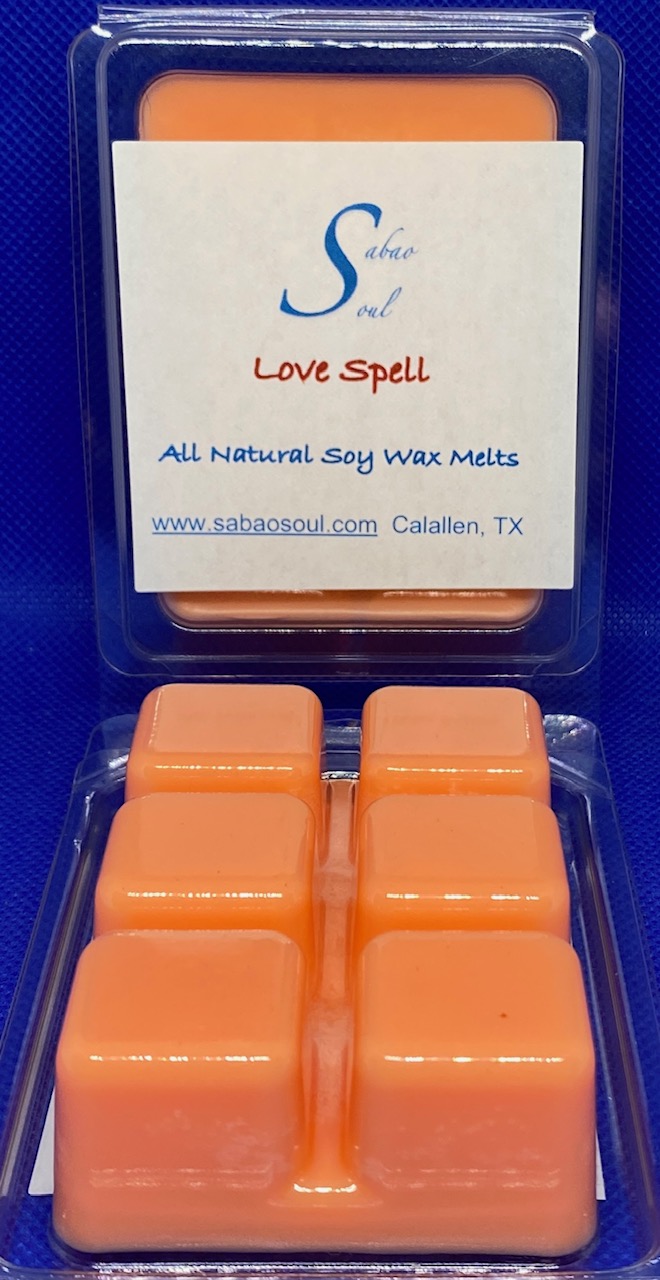 Sabao
Soul
Love Spell
All Natural Soy Wax Melts
www.sabaosoul.com Calallen, TX